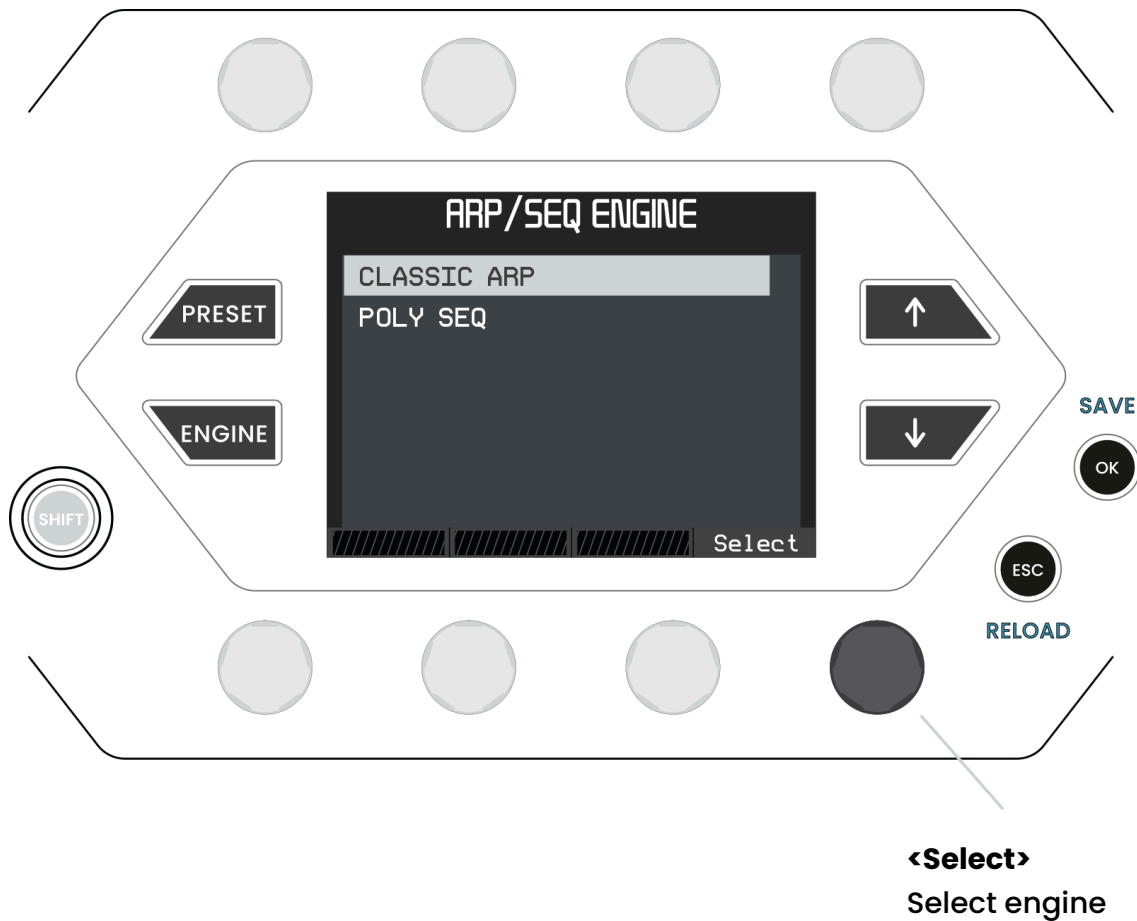 ARP/SEQ ENGINE
CLASSIC ARP
POLY SEQ
PRESET
↑
ENGINE
↓
SAVE
OK
SHIFT
Select
ESC
RELOAD
<Select>
Select engine